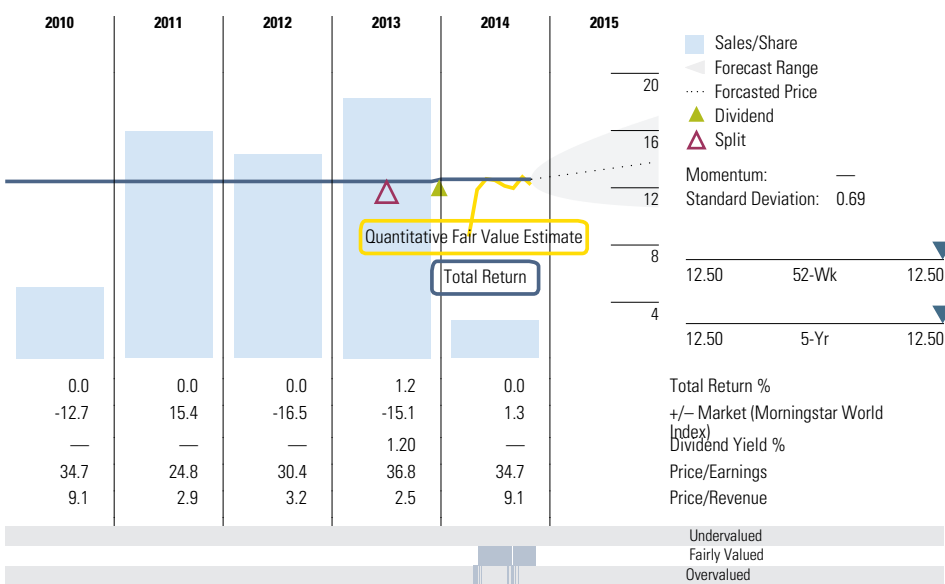 2010 2011 2012 2013 2014 2015
Sales/Share
Forecast Range
Forcasted Price
Dividend
Split
Momentum: —
Standard Deviation: 0.69
20
16
12
8
4
Quantitative Fair Value Estimate
Total Return
12.50 52-Wk 12.50
12.50 5-Yr 12.50
0.0 0.0 0.0 1.2 0.0 Total Return %
-12.7 15.4 -16.5 -15.1 1.3 +/– Market (Morningstar World
Index)
— — — 1.20 — Dividend Yield %
34.7 24.8 30.4 36.8 34.7 Price/Earnings
9.1 2.9 3.2 2.5 9.1 Price/Revenue
Undervalued
Fairly Valued
Overvalued